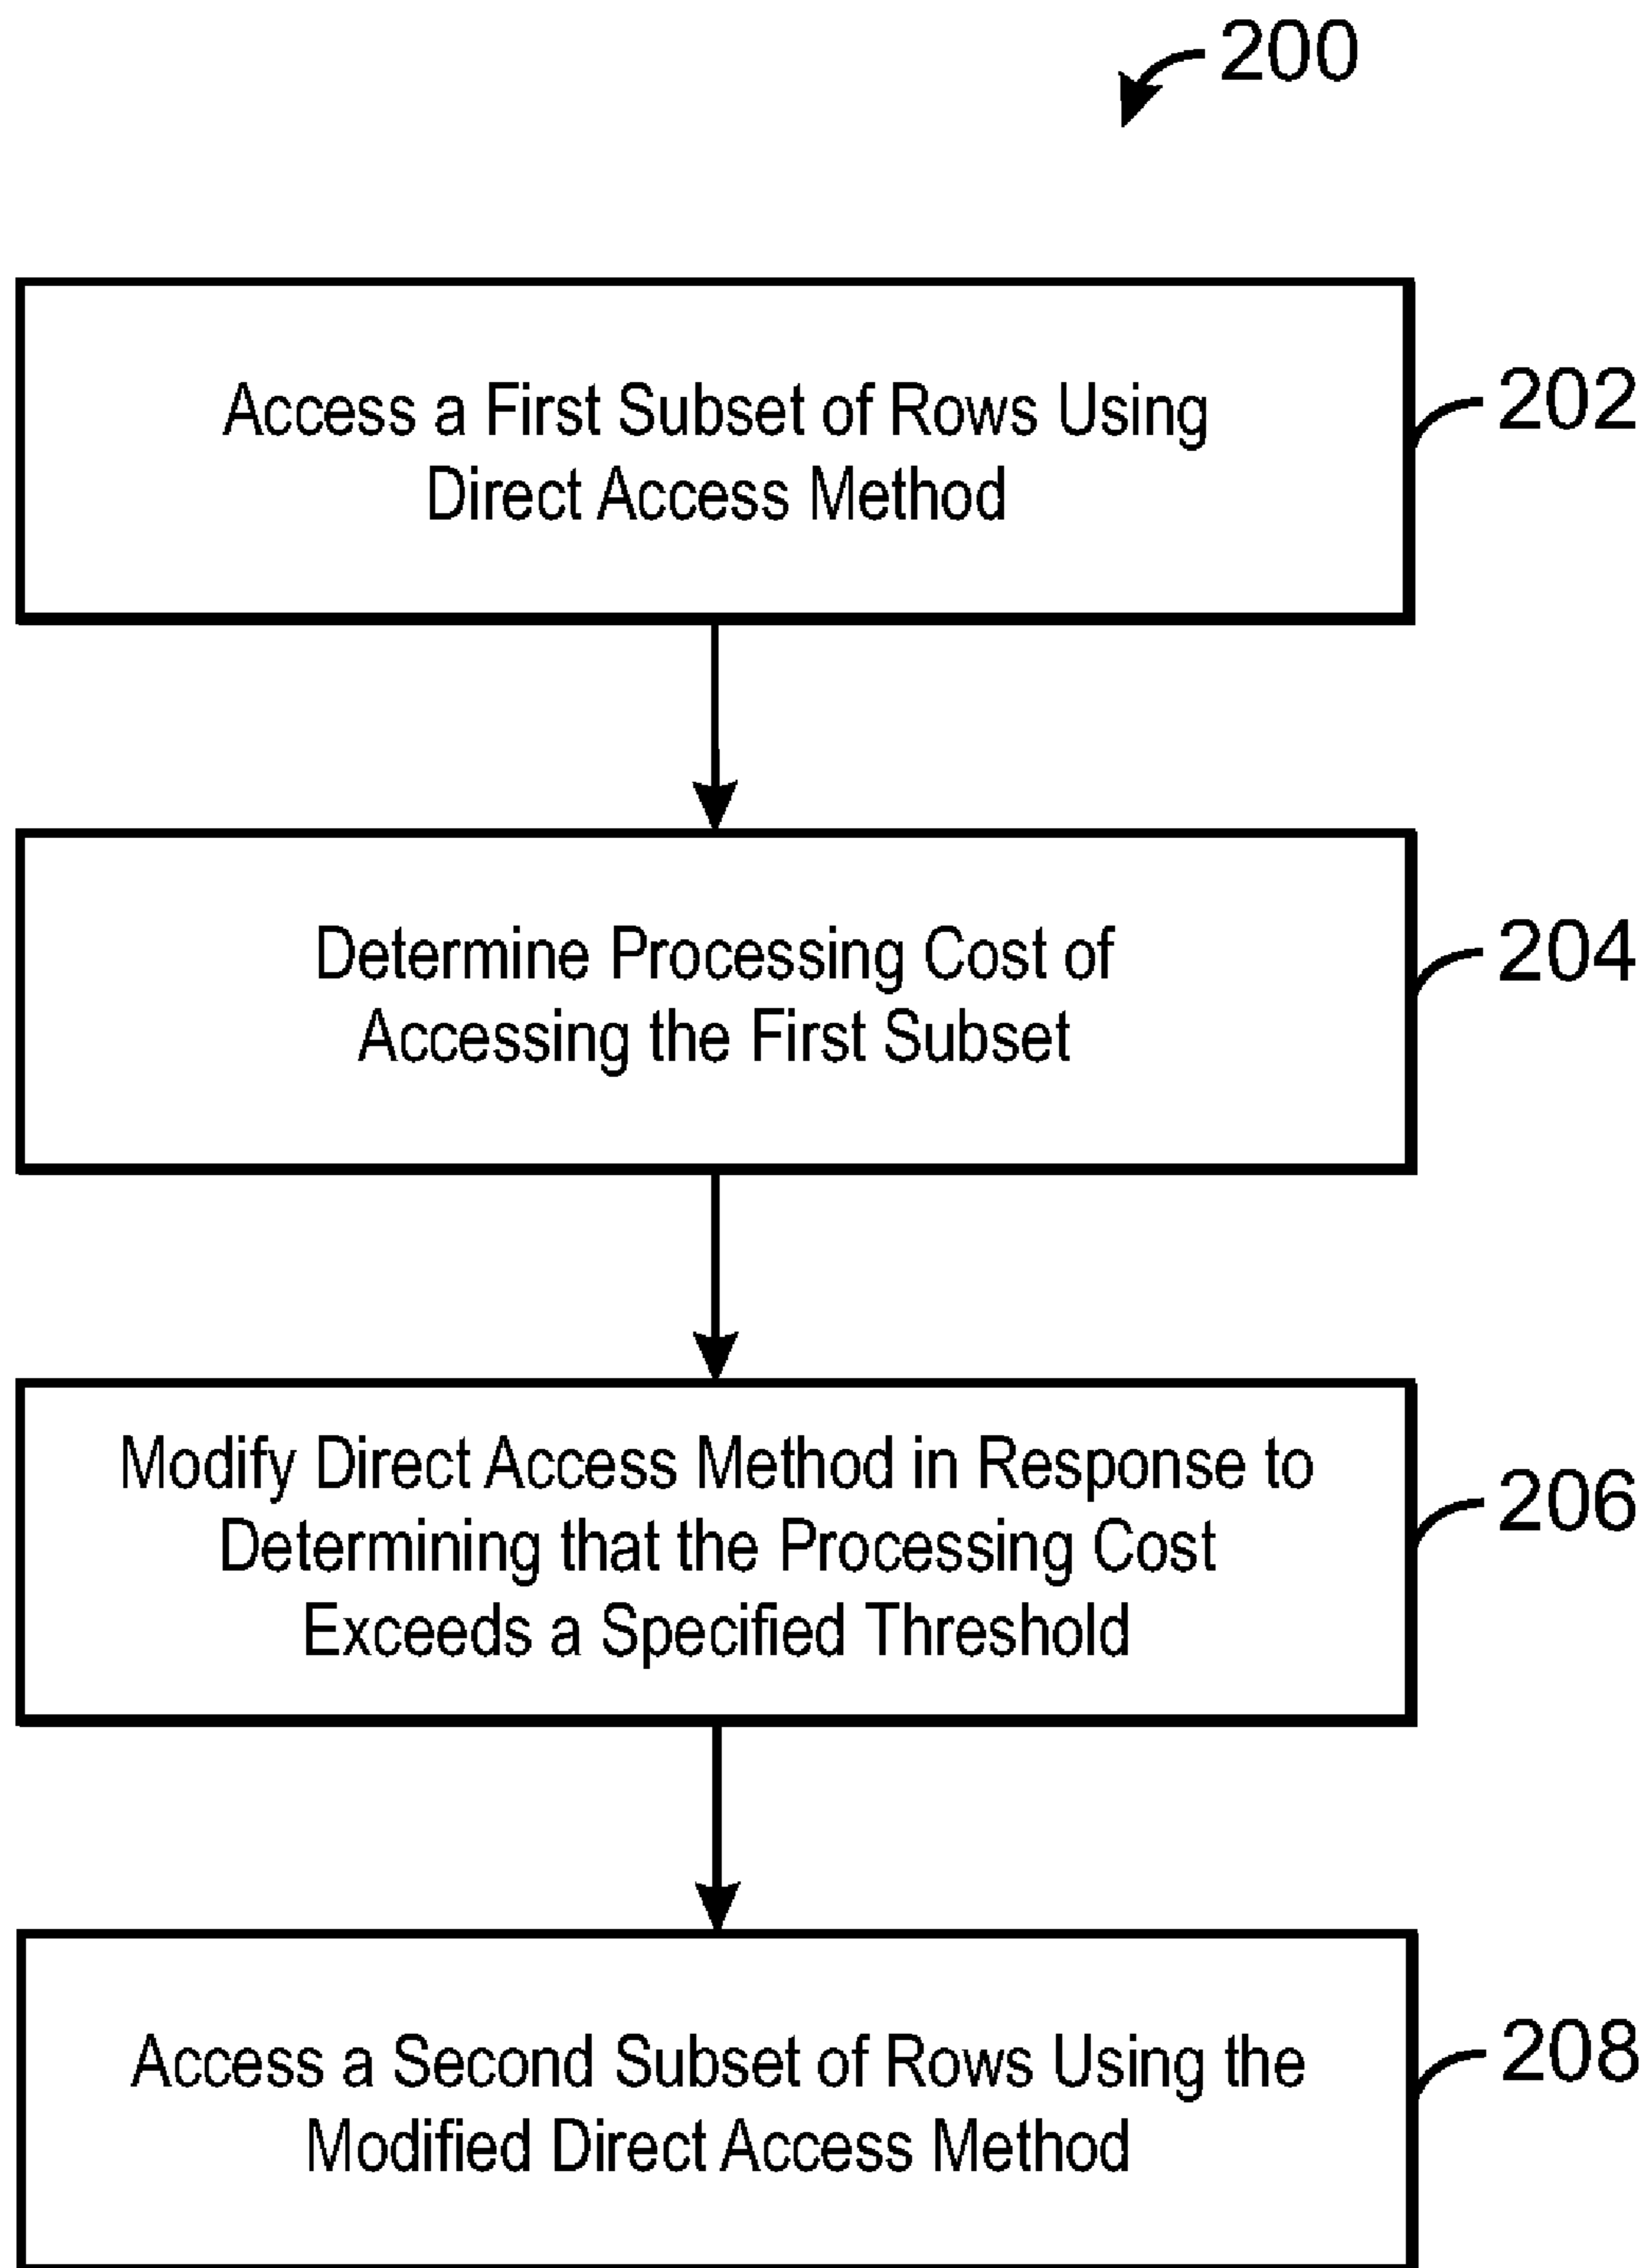 200
Access a First Subset of Rows Using
Direct Access Method
202
Determine Processing Cost of
Accessing the First Subset
204
Modify Direct Access Method in Response to
Determining that the Processing Cost
Exceeds a Specified Threshold
206
Access a Second Subset of Rows Using the
Modified Direct Access Method
208